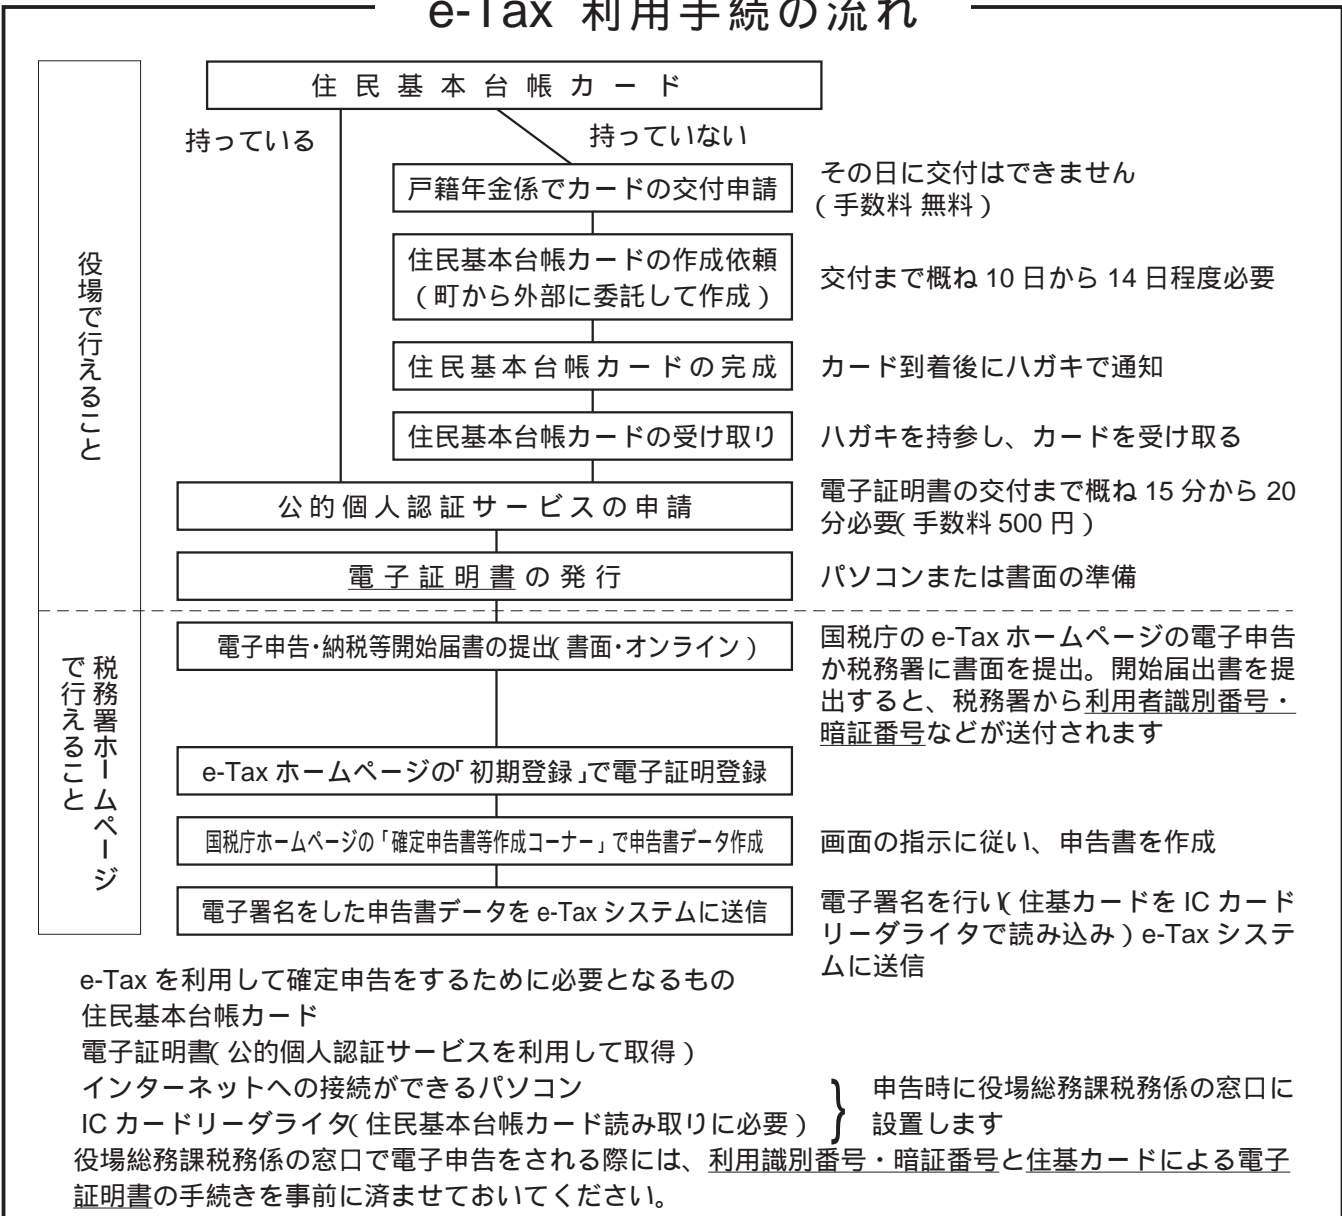 e-Tax 利用手続の流れ
役場で行えること
住民基本台帳カード
持っている
持っていない
戸籍年金係でカードの交付申請
その日に交付はできません
(手数料 無料)
住民基本台帳カードの作成依頼
(町から外部に委託して作成)
交付まで概ね 10 日から 14 日程度必要
住民基本台帳カードの完成
カード到着後にハガキで通知
住民基本台帳カードの受け取り
ハガキを持参し、カードを受け取る
公的個人認証サービスの申請
電子証明書の交付まで概ね 15 分から 20
分必要(手数料 500 円)
電子証明書の発行
パソコンまたは書面の準備
税務署ホームページ
で行えること
電子申告・納税等開始届書の提出(書面・オンライン)
国税庁の e-Tax ホームページの電子申告
か税務署に書面を提出。開始届出書を提
出すると、税務署から利用者識別番号・
暗証番号などが送付されます
e-Tax ホームページの「初期登録」で電子証明登録
国税庁ホームページの「確定申告書等作成コーナー」で申告書データ作成
画面の指示に従い、申告書を作成
電子署名をした申告書データを e-Tax システムに送信
電子署名を行い(住基カードを IC カード
リーダライタで読み込み)e-Tax システ
ムに送信
e-Tax を利用して確定申告をするために必要となるもの
住民基本台帳カード
電子証明書(公的個人認証サービスを利用して取得)
インターネットへの接続ができるパソコン
IC カードリーダライタ(住民基本台帳カード読み取りに必要)
申告時に役場総務課税務係の窓口に
設置します
役場総務課税務係の窓口で電子申告をされる際には、利用識別番号・暗証番号と住基カードによる電子
証明書の手続きを事前に済ませておいてください。